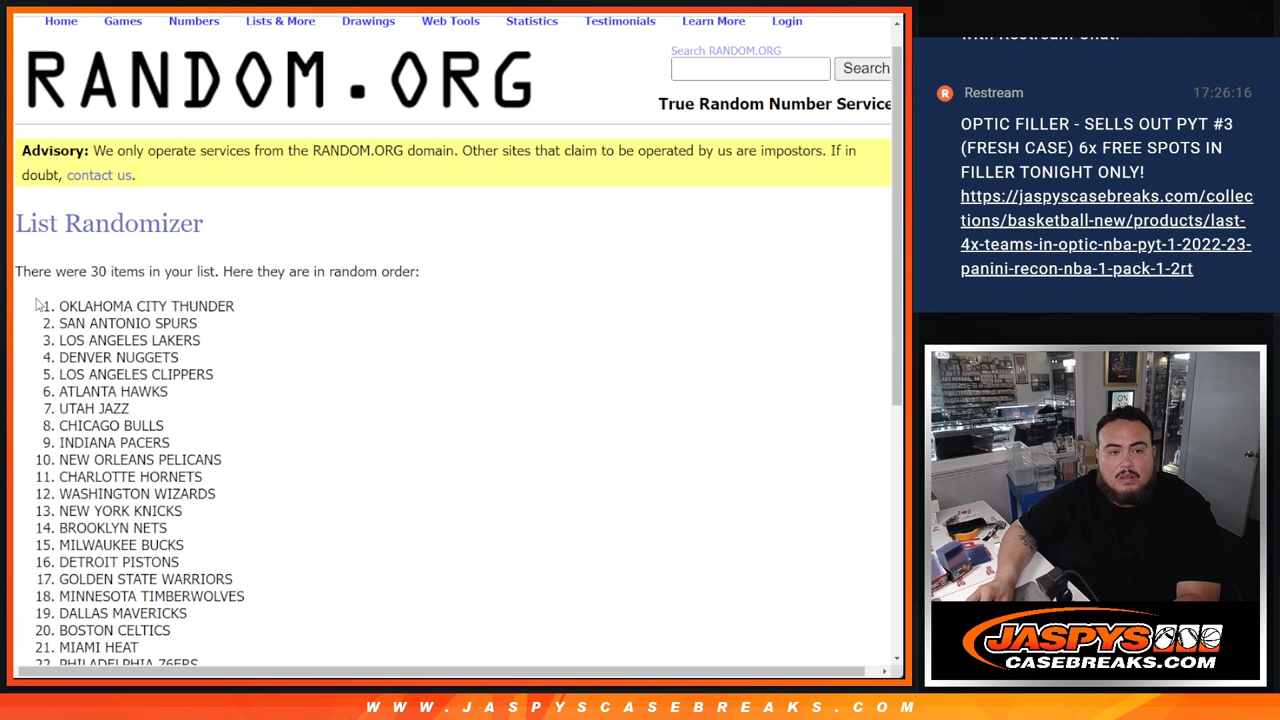 Home Games Numbers Lists & More Drawings Web Tools Statistics Testimonials Learn More Login
RANDOM.ORG
Search RANDOM.ORG
Search
True Random Number Service
Advisory: We only operate services from the RANDOM.ORG domain. Other sites that claim to be operated by us are impostors. If in
doubt, contact us.
List Randomizer
There were 30 items in your list. Here they are in random order:
1. OKLAHOMA CITY THUNDER
2. SAN ANTONIO SPURS
3. LOS ANGELES LAKERS
4. DENVER NUGGETS
5. LOS ANGELES CLIPPERS
6. ATLANTA HAWKS
7. UTAH JAZZ
8. CHICAGO BULLS
9. INDIANA PACERS
10. NEW ORLEANS PELICANS
11. CHARLOTTE HORNETS
12. WASHINGTON WIZARDS
13. NEW YORK KNICKS
14. BROOKLYN NETS
15. MILWAUKEE BUCKS
16. DETROIT PISTONS
17. GOLDEN STATE WARRIORS
18. MINNESOTA TIMBERWOLVES
19. DALLAS MAVERICKS
20. BOSTON CELTICS
21. MIAMI HEAT
22. PHILADELPHIA 76ERS
with Restream Chat!
Restream 17:26:16
OPTIC FILLER - SELLS OUT PYT #3
(FRESH CASE) 6x FREE SPOTS IN
FILLER TONIGHT ONLY!
https://jaspyscasebreaks.com/collec
tions/basketball-new/products/last-
4x-teams-in-optic-nba-pyt-1-2022-23-
panini-recon-nba-1-pack-1-2rt
JASPYS
CASEBREAKS.COM
WWW.JASPYSCASEBREAKS.COM